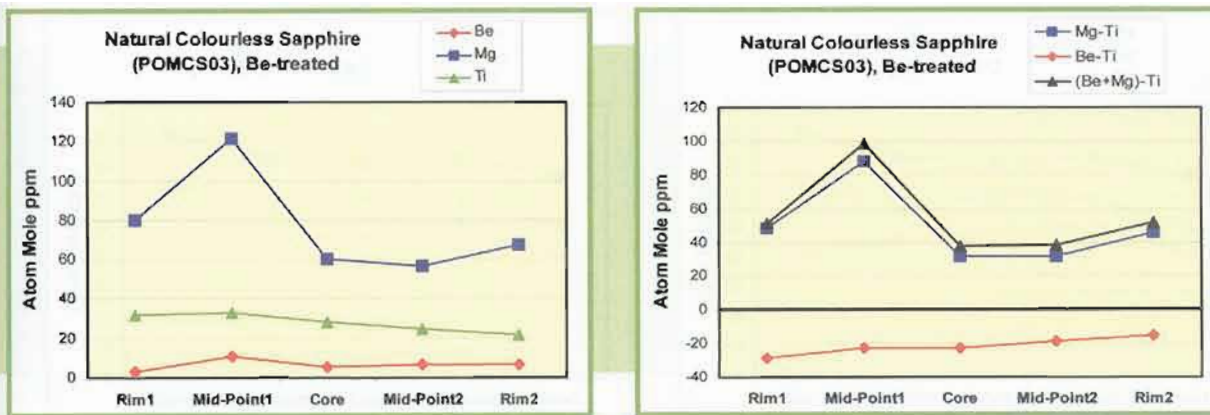 Natural Colourless Sapphire
(POMCS03), Be-treated
Be
Mg
Ti
Atom Mole ppm
140
120
100
80
60
40
20
0
Rim1 Mid-Point1 Core Mid-Point2 Rim2
Natural Colourless Sapphire
(POMCS03), Be-treated
Mg-Ti
Be-Ti
(Be+Mg)-Ti
Atom Mole ppm
120
100
80
60
40
20
0
-20
-40
Rim1 Mid-Point1 Core Mid-Point2 Rim2